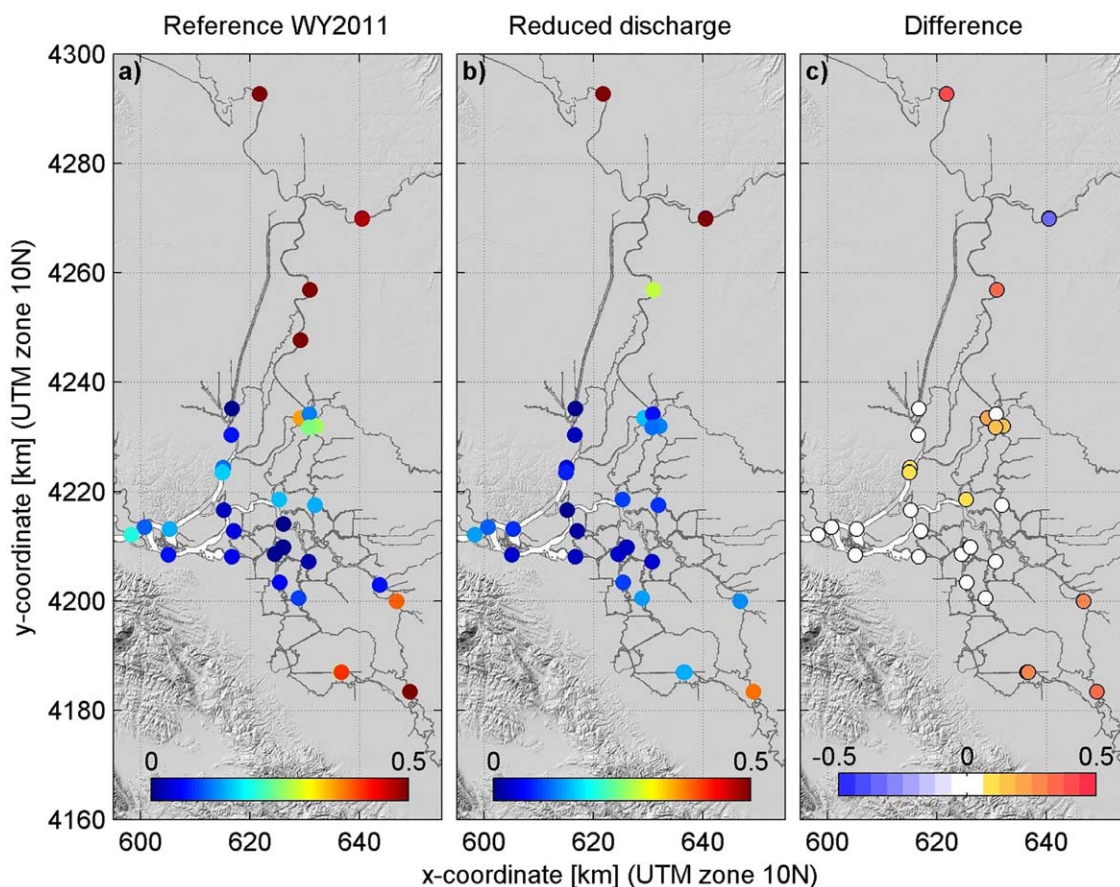 Reference WY2011
Reduced discharge
Difference
a)
b)
c)
4300
4280
4260
4240
4220
4200
4180
4160
y-coordinate [km] (UTM zone 10N)
0 0.5
0 0.5
-0.5 0 0.5
600 620 640
600 620 640
600 620 640
x-coordinate [km] (UTM zone 10N)